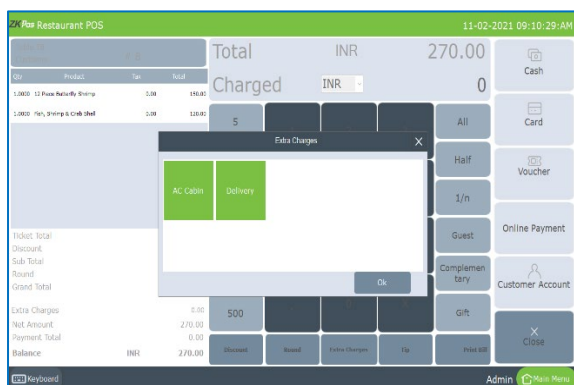 ZKPos Restaurant POS 11-02-2021 09:10:29:AM
Qty Product Tax Total
1.0000 12 Piece Butterfly Shrimp 0.00 150.00
1.0000 Fish, Shrimp & Crab Shell 0.00 120.00
Ticket Total
Discount
Sub Total
Round
Grand Total
Extra Charges 0.00
Net Amount 270.00
Payment Total 0.00
Balance INR 270.00
Total INR 270.00
Charged INR 0
5
500
Extra Charges X
AC Cabin Delivery
Ok
All
Half
1/n
Guest
Complemen
tary
Gift
Discount Round Extra Charges Tip Print Bill
Cash
Card
Voucher
Online Payment
Customer Account
Close
Keyboard Admin Main Menu